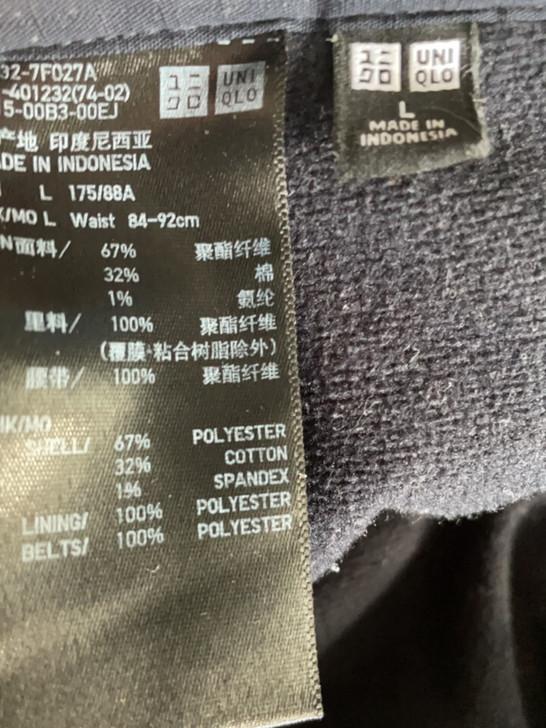 32-7F027A
-401232(74-02)
5-00B3-00EJ
ユニ
クロ
UNI
QLO
产地 印度尼西亚
DE IN INDONESIA
L 175/88A
/MO L Waist 84-92cm
N面料/ 67% 聚酯纤维
32% 棉
1% 氨纶
里料/ 100% 聚酯纤维
(覆膜·粘合树脂除外)
腰带/ 100% 聚酯纤维
HK/MO
SHELL/ 67% POLYESTER
32% COTTON
1% SPANDEX
LINING/ 100% POLYESTER
BELTS/ 100% POLYESTER
ユニ
クロ
UNI
QLO
L
MADE IN
INDONESIA